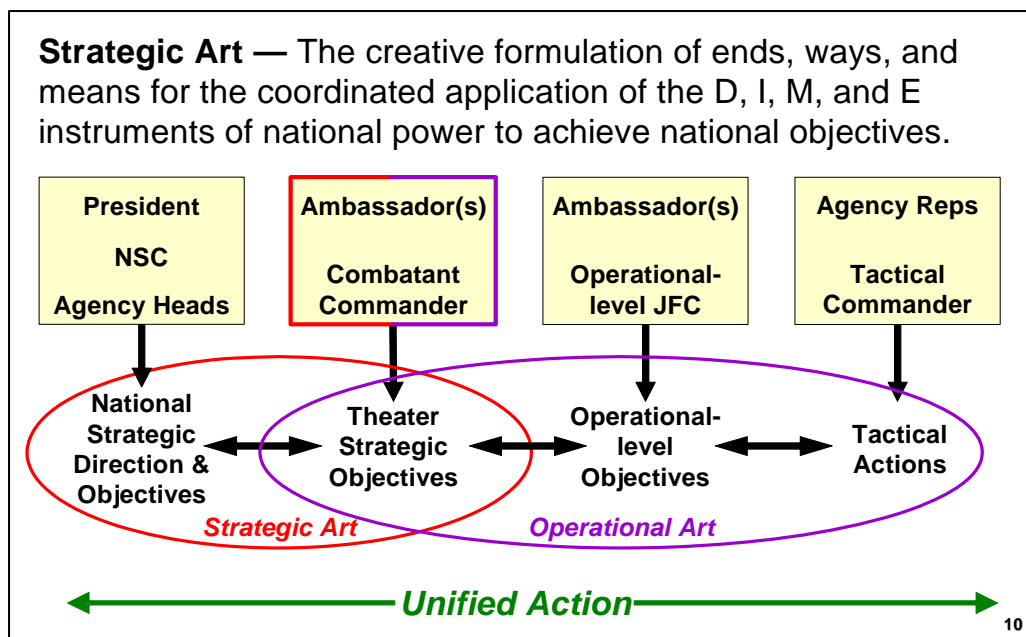 Strategic Art — The creative formulation of ends, ways, and
means for the coordinated application of the D, I, M, and E
instruments of national power to achieve national objectives.
President
NSC
Agency Heads
Ambassador(s)
Combatant
Commander
Ambassador(s)
Operational-
level JFC
Agency Reps
Tactical
Commander
National
Strategic
Direction &
Objectives
Theater
Strategic
Objectives
Operational-
level
Objectives
Tactical
Actions
Strategic Art
Operational Art
Unified Action
10